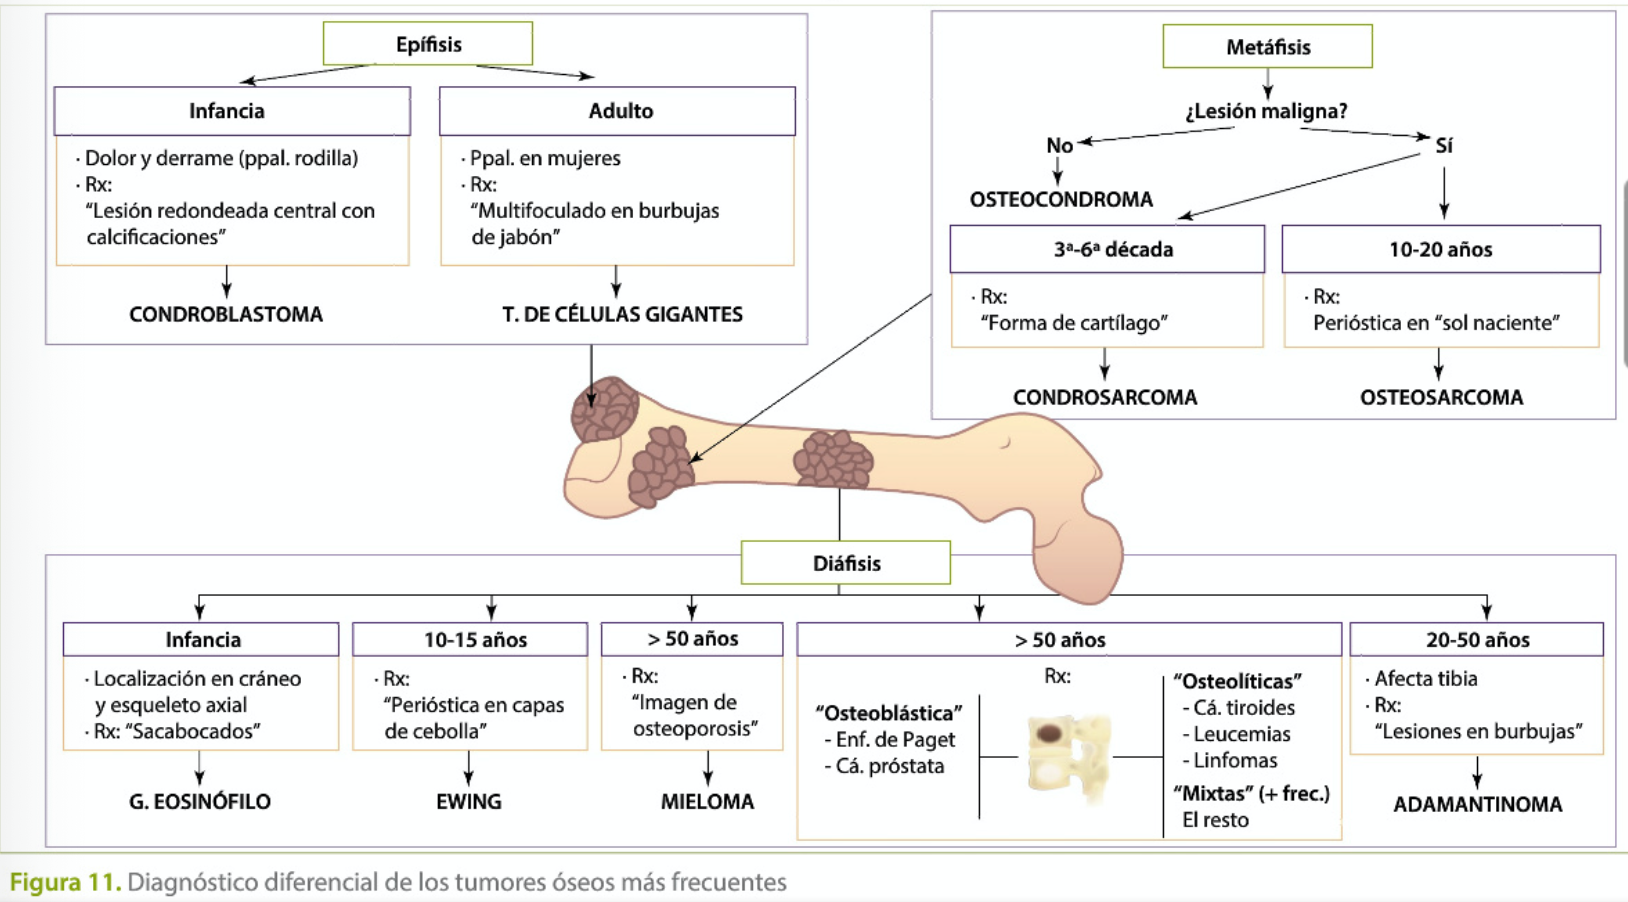 Epífisis
Infancia
· Dolor y derrame (ppal. rodilla)
· Rx:
“Lesión redondeada central con
calcificaciones”
CONDROBLASTOMA
Adulto
· Ppal. en mujeres
· Rx:
“Multifoculado en burbujas
de jabón”
T. DE CÉLULAS GIGANTES
Metáfisis
¿Lesión maligna?
No
Sí
OSTEOCONDROMA
3ª-6ª década
· Rx:
“Forma de cartílago”
CONDROSARCOMA
10-20 años
· Rx:
Perióstica en “sol naciente”
OSTEOSARCOMA
Diáfisis
Infancia
· Localización en cráneo
y esqueleto axial
· Rx: “Sacabocados”
G. EOSINÓFILO
10-15 años
· Rx:
“Perióstica en capas
de cebolla”
EWING
> 50 años
· Rx:
“Imagen de
osteoporosis”
MIELOMA
> 50 años
Rx:
“Osteoblástica”
- Enf. de Paget
- Cá. próstata
“Osteolíticas”
- Cá. tiroides
- Leucemias
- Linfomas
“Mixtas” (+ frec.)
El resto
20-50 años
· Afecta tibia
· Rx:
“Lesiones en burbujas”
ADAMANTINOMA
Figura 11. Diagnóstico diferencial de los tumores óseos más frecuentes